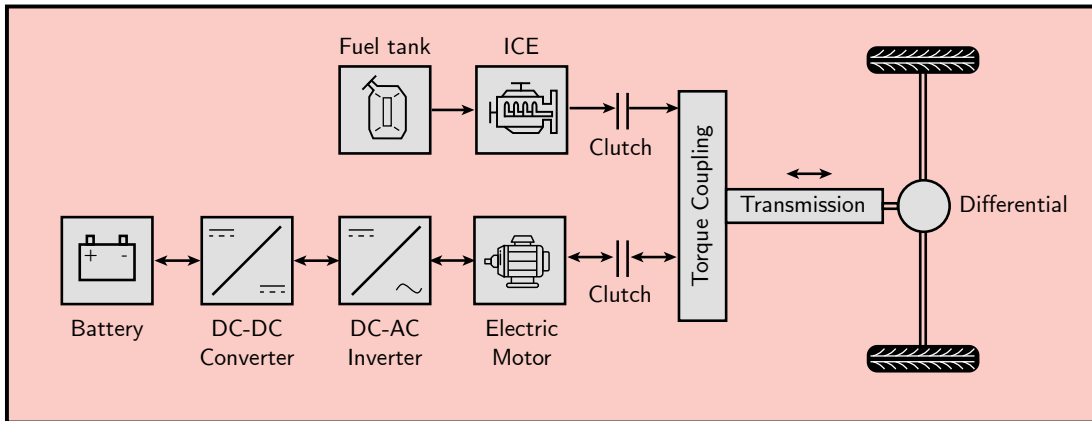 Fuel tank
ICE
Clutch
Torque Coupling
Transmission
Differential
+ -
Clutch
Battery
DC-DC
Converter
DC-AC
Inverter
Electric
Motor